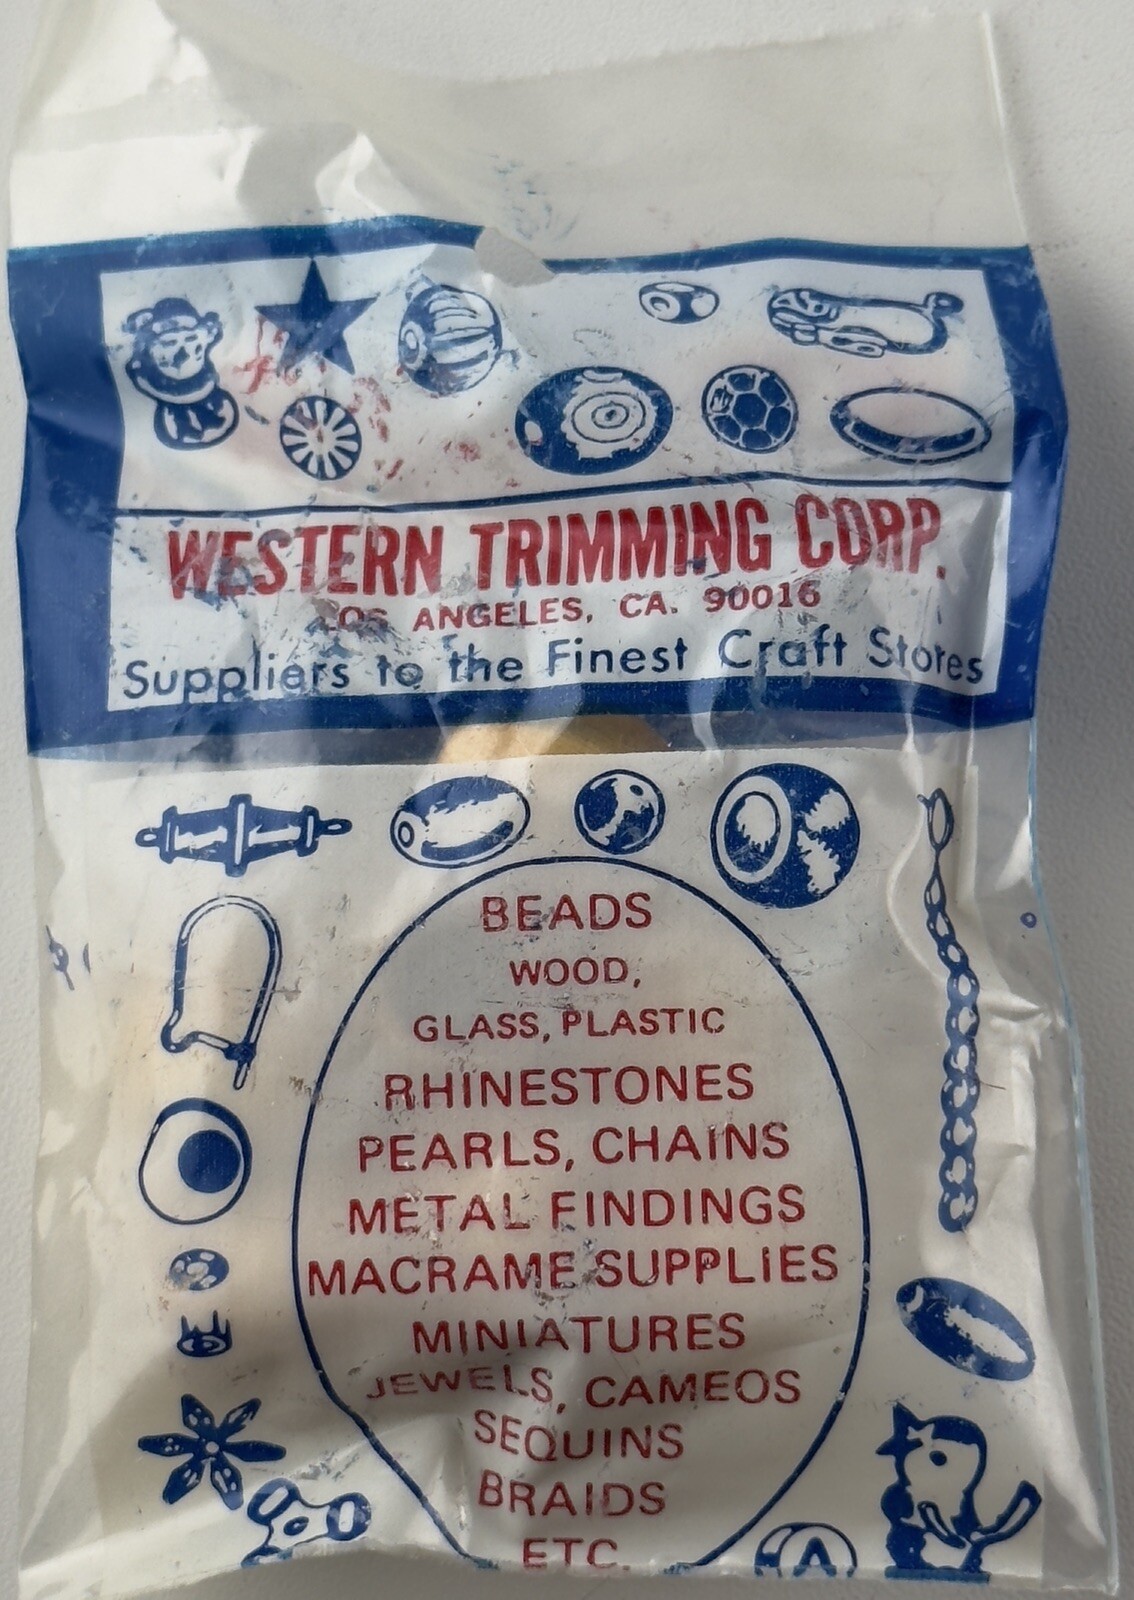 WESTERN TRIMMING CORP.
LOS ANGELES, CA. 90016
Suppliers to the Finest Craft Stores
BEADS
WOOD,
GLASS, PLASTIC
RHINESTONES
PEARLS, CHAINS
METAL FINDINGS
MACRAME SUPPLIES
MINIATURES
JEWELS, CAMEOS
SEQUINS
BRAIDS
ETC.
A